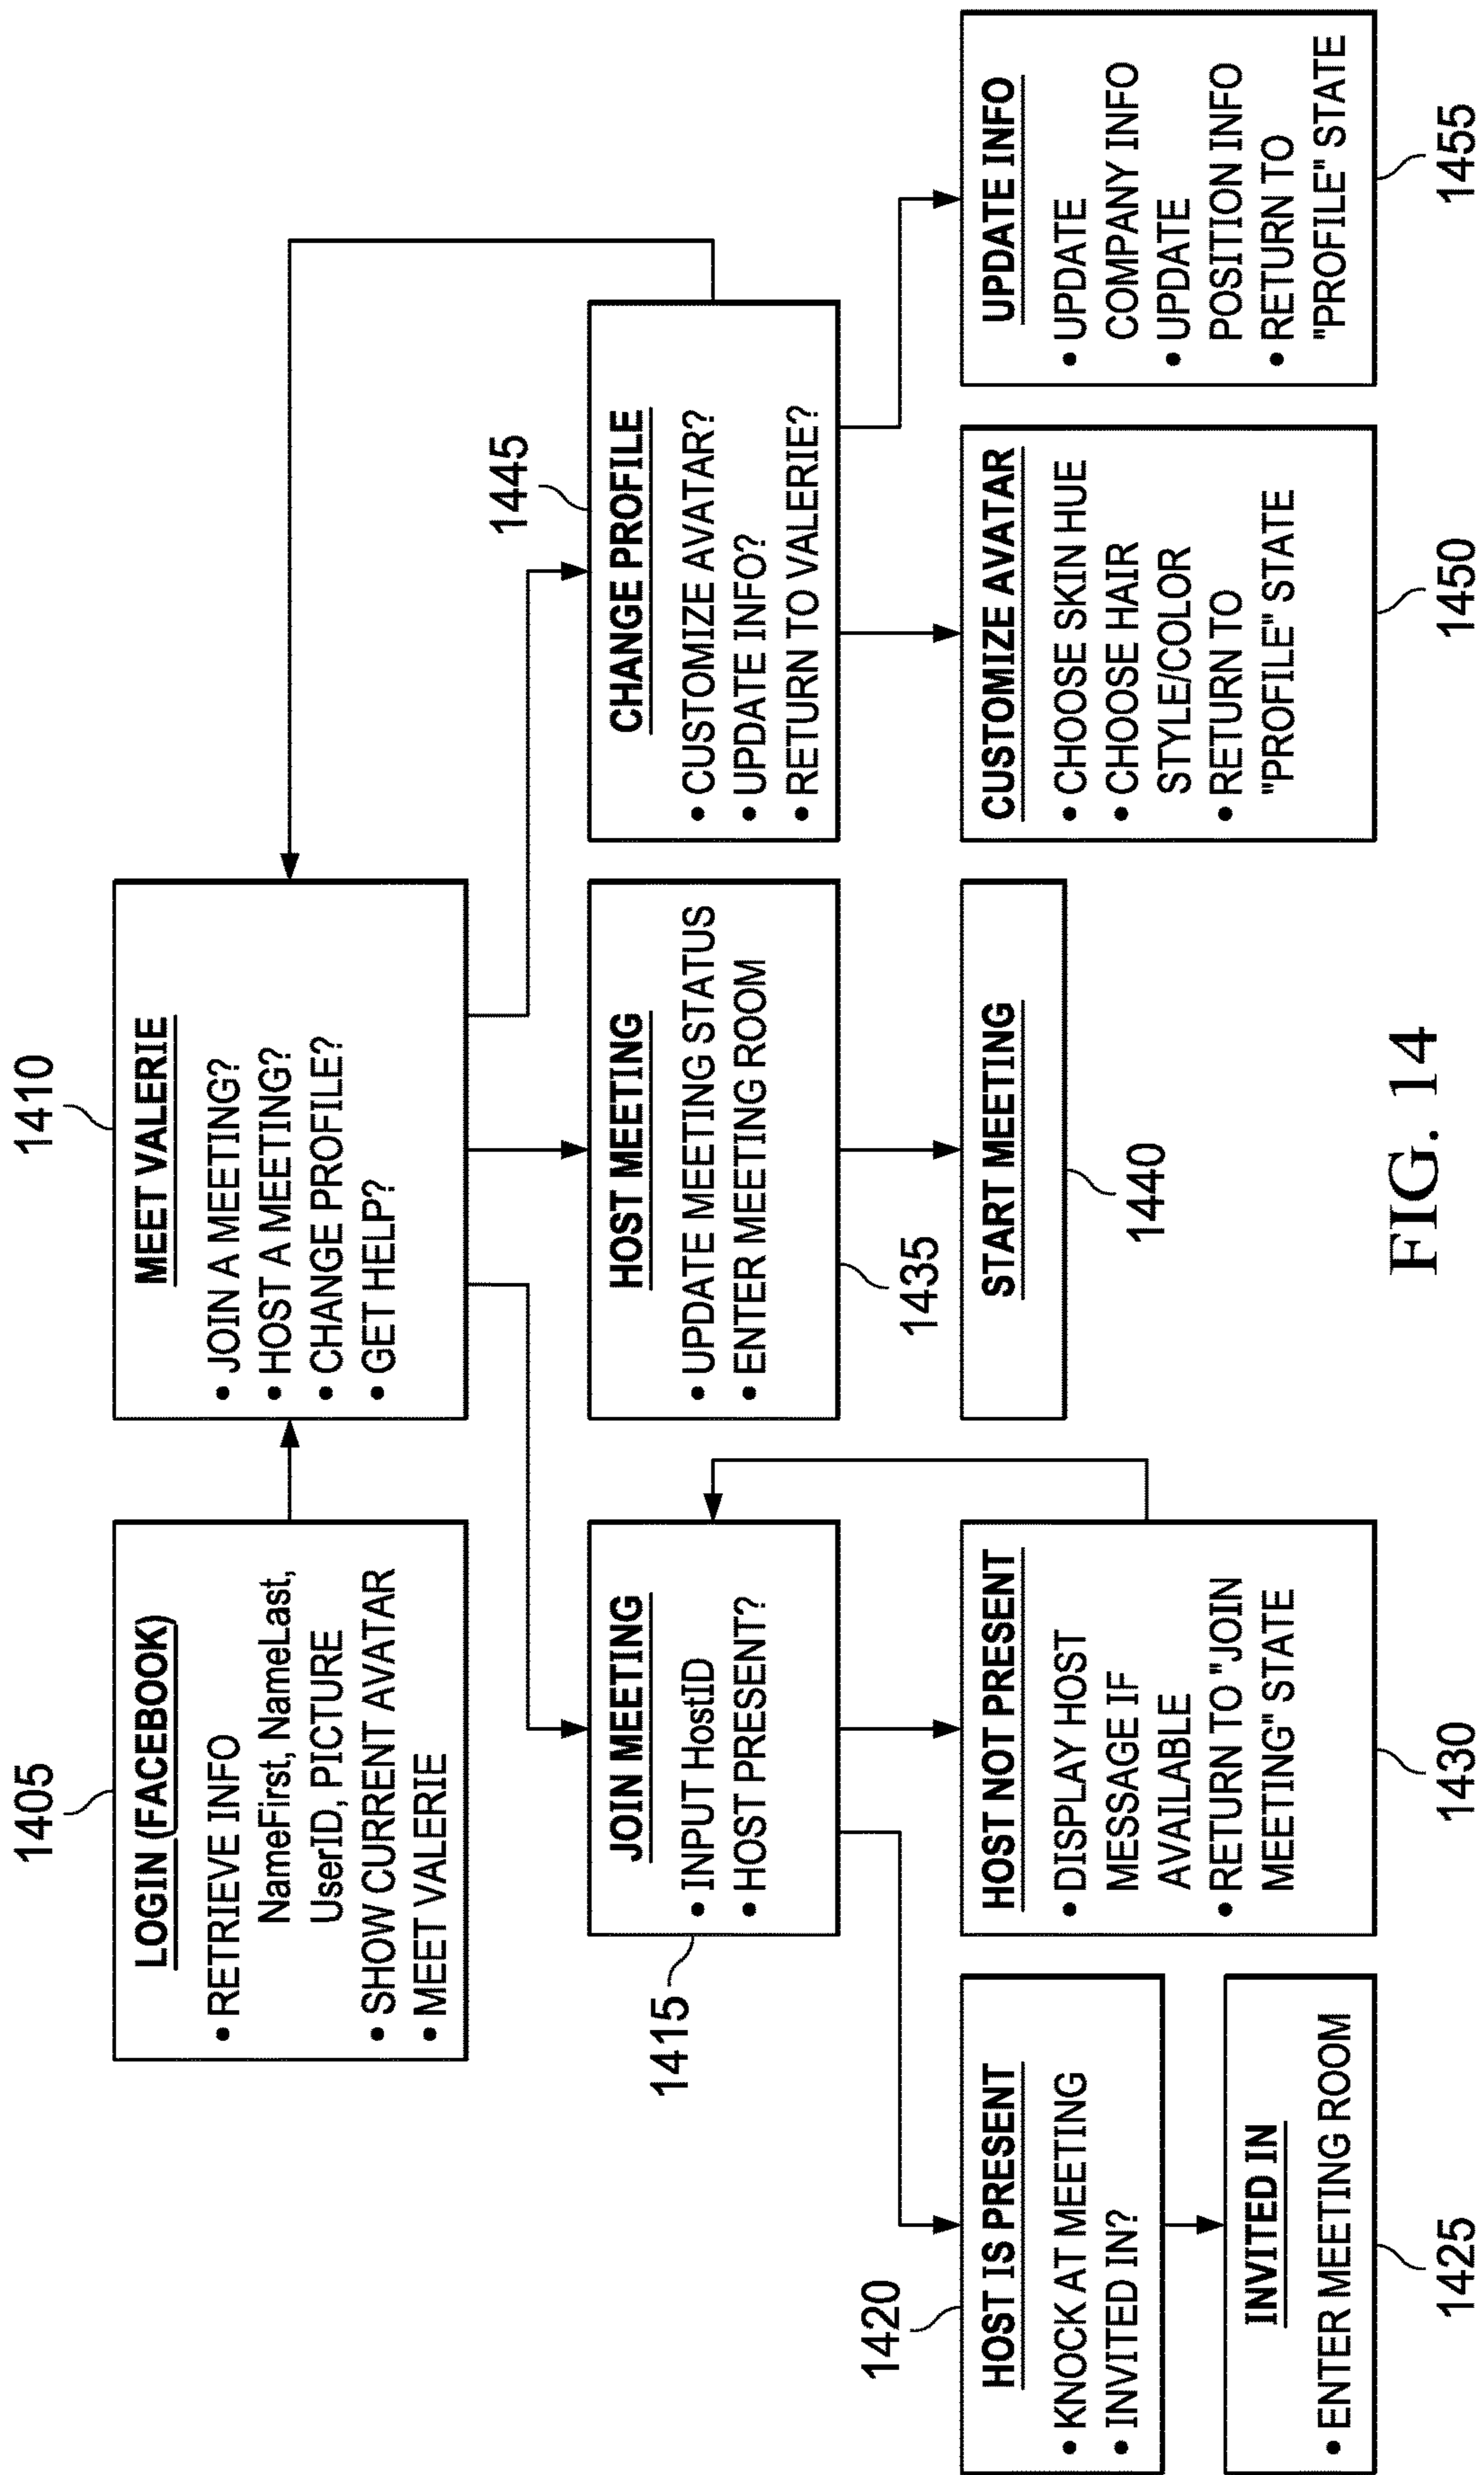 1405
LOGIN (FACEBOOK)
• RETRIEVE INFO
NameFirst, NameLast,
UserID, PICTURE
• SHOW CURRENT AVATAR
• MEET VALERIE
1410
MEET VALERIE
• JOIN A MEETING?
• HOST A MEETING?
• CHANGE PROFILE?
• GET HELP?
1415
JOIN MEETING
• INPUT HostID
• HOST PRESENT?
HOST MEETING
• UPDATE MEETING STATUS
• ENTER MEETING ROOM
1435
1445
CHANGE PROFILE
• CUSTOMIZE AVATAR?
• UPDATE INFO?
• RETURN TO VALERIE?
1420
HOST IS PRESENT
• KNOCK AT MEETING
• INVITED IN?
INVITED IN
• ENTER MEETING ROOM
1425
HOST NOT PRESENT
• DISPLAY HOST
MESSAGE IF
AVAILABLE
• RETURN TO "JOIN
MEETING" STATE
1430
START MEETING
1440
CUSTOMIZE AVATAR
• CHOOSE SKIN HUE
• CHOOSE HAIR
STYLE/COLOR
• RETURN TO
"PROFILE" STATE
1450
UPDATE INFO
• UPDATE
COMPANY INFO
• UPDATE
POSITION INFO
• RETURN TO
"PROFILE" STATE
1455
FIG. 14